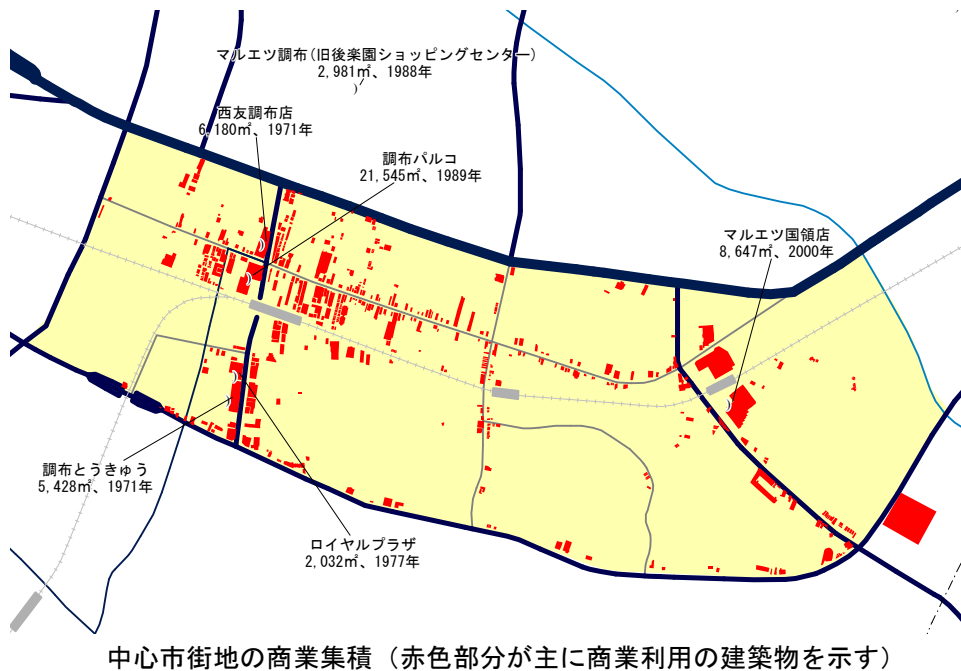 マルエツ調布(旧後楽園ショッピングセンター)
2,981㎡、1988年
西友調布店
6,180㎡、1971年
調布パルコ
21,545㎡、1989年
マルエツ国領店
8,647㎡、2000年
調布とうきゅう
5,428㎡、1971年
ロイヤルプラザ
2,032㎡、1977年
中心市街地の商業集積（赤色部分が主に商業利用の建築物を示す）